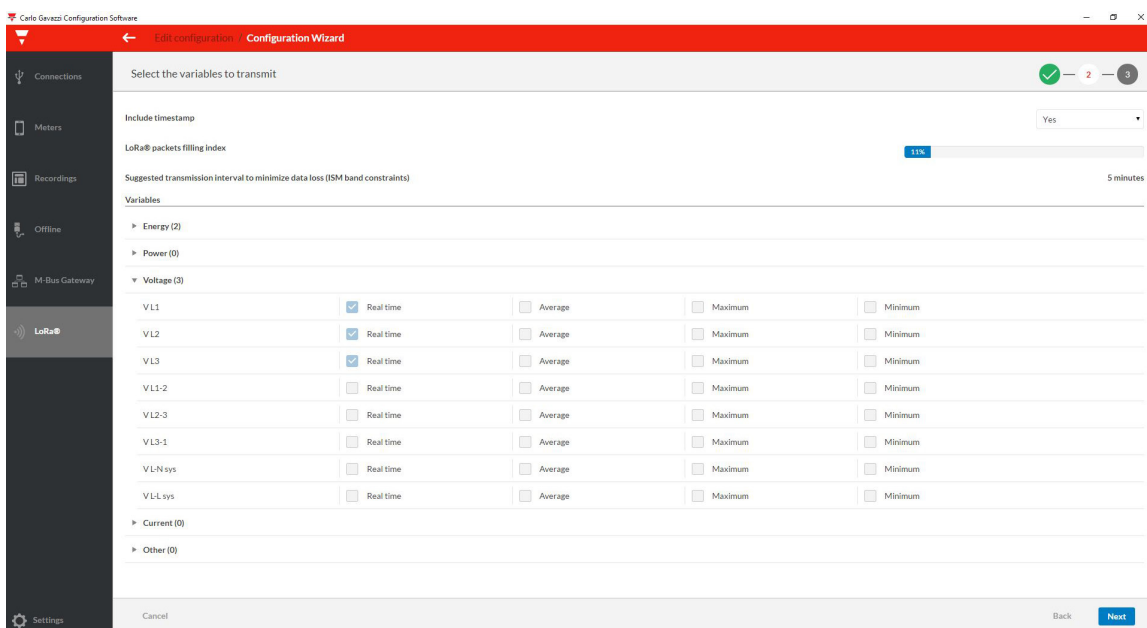 Carlo Gavazzi Configuration Software
Edit configuration / Configuration Wizard
Connections
Meters
Recordings
Offline
M-Bus Gateway
LoRa®
Settings
Select the variables to transmit
2
3
Include timestamp
Yes
LoRa® packets filling index
11%
Suggested transmission interval to minimize data loss (ISM band constraints)
5 minutes
Variables
Energy (2)
Power (0)
Voltage (3)
V L1 Real time Average Maximum Minimum
V L2 Real time Average Maximum Minimum
V L3 Real time Average Maximum Minimum
V L1-2 Real time Average Maximum Minimum
V L2-3 Real time Average Maximum Minimum
V L3-1 Real time Average Maximum Minimum
V L-N sys Real time Average Maximum Minimum
V L-L sys Real time Average Maximum Minimum
Current (0)
Other (0)
Cancel
Back
Next